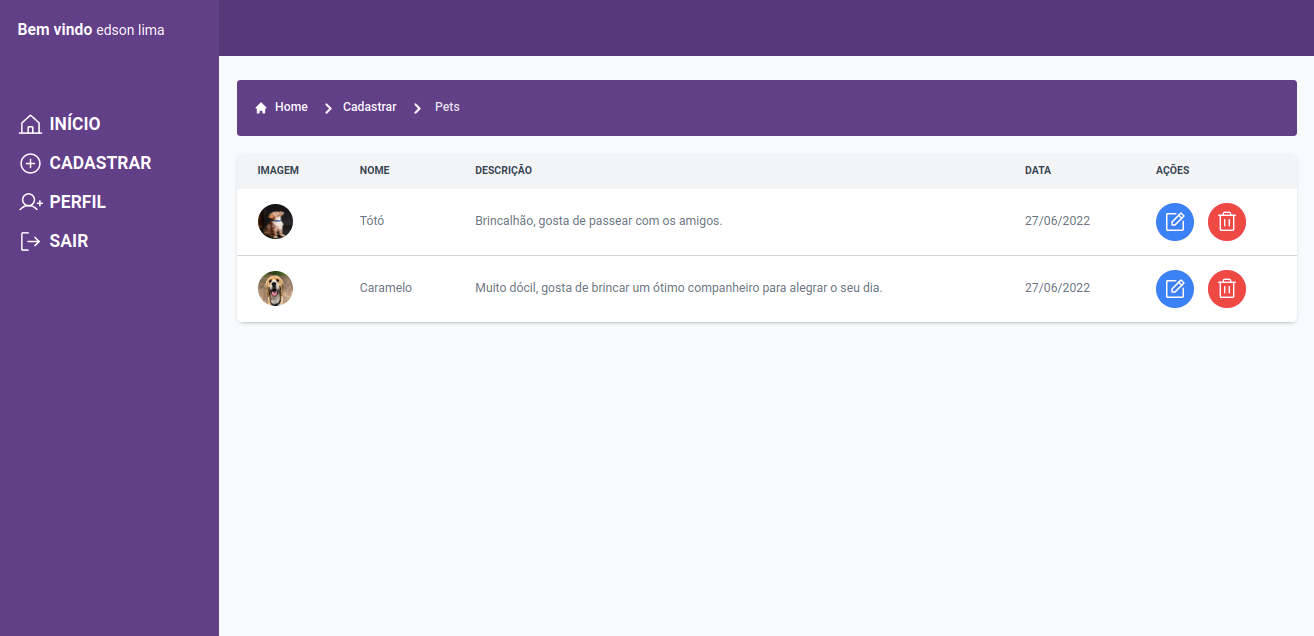 Bem vindo edson lima
INÍCIO
CADASTRAR
PERFIL
SAIR
Home Cadastrar Pets
IMAGEM NOME DESCRIÇÃO DATA AÇÕES
Tótó Brincalhão, gosta de passear com os amigos. 27/06/2022
Caramelo Muito dócil, gosta de brincar um ótimo companheiro para alegrar o seu dia. 27/06/2022